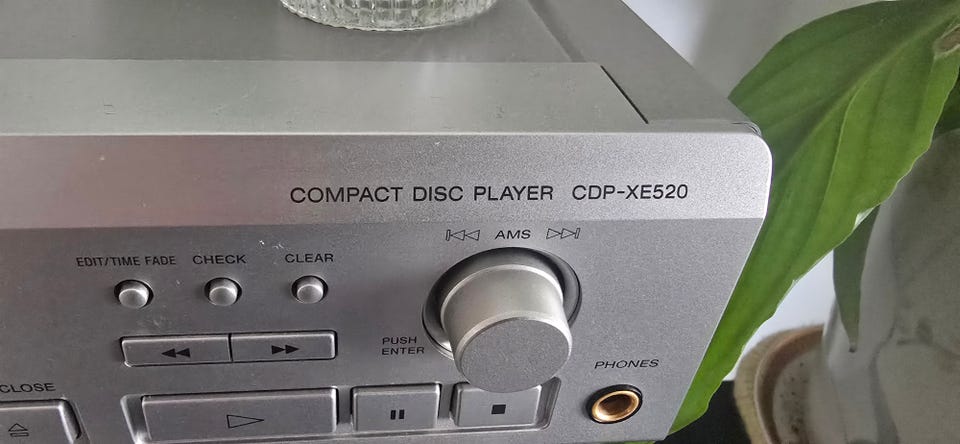 COMPACT DISC PLAYER CDP-XE520
AMS
EDIT/TIME FADE CHECK CLEAR
PUSH
ENTER
PHONES
CLOSE